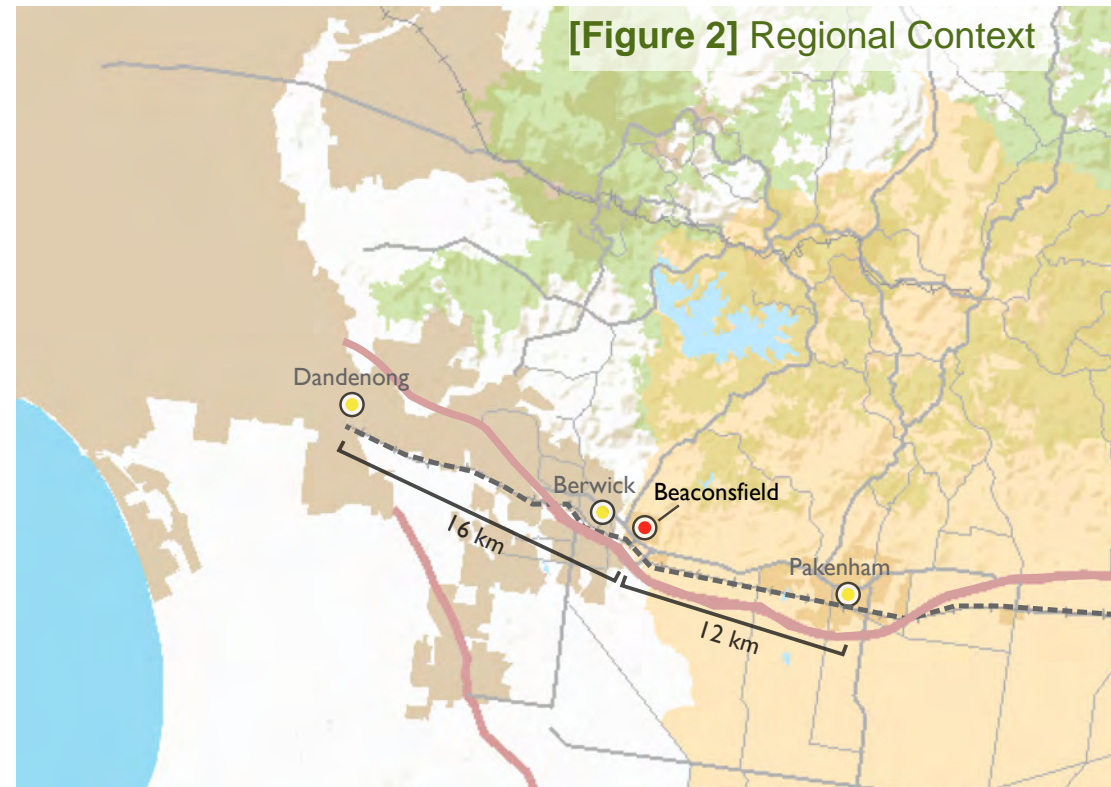 [Figure 2] Regional Context
Dandenong
Berwick
Beaconsfield
16 km
Pakenham
12 km